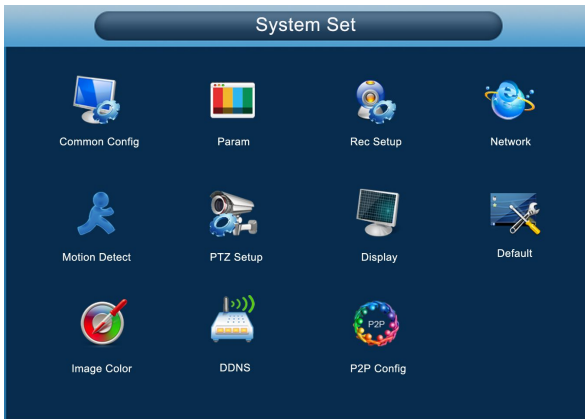 System Set
Common Config
Param
Rec Setup
Network
Motion Detect
PTZ Setup
Display
Default
P2P
Image Color
DDNS
P2P Config